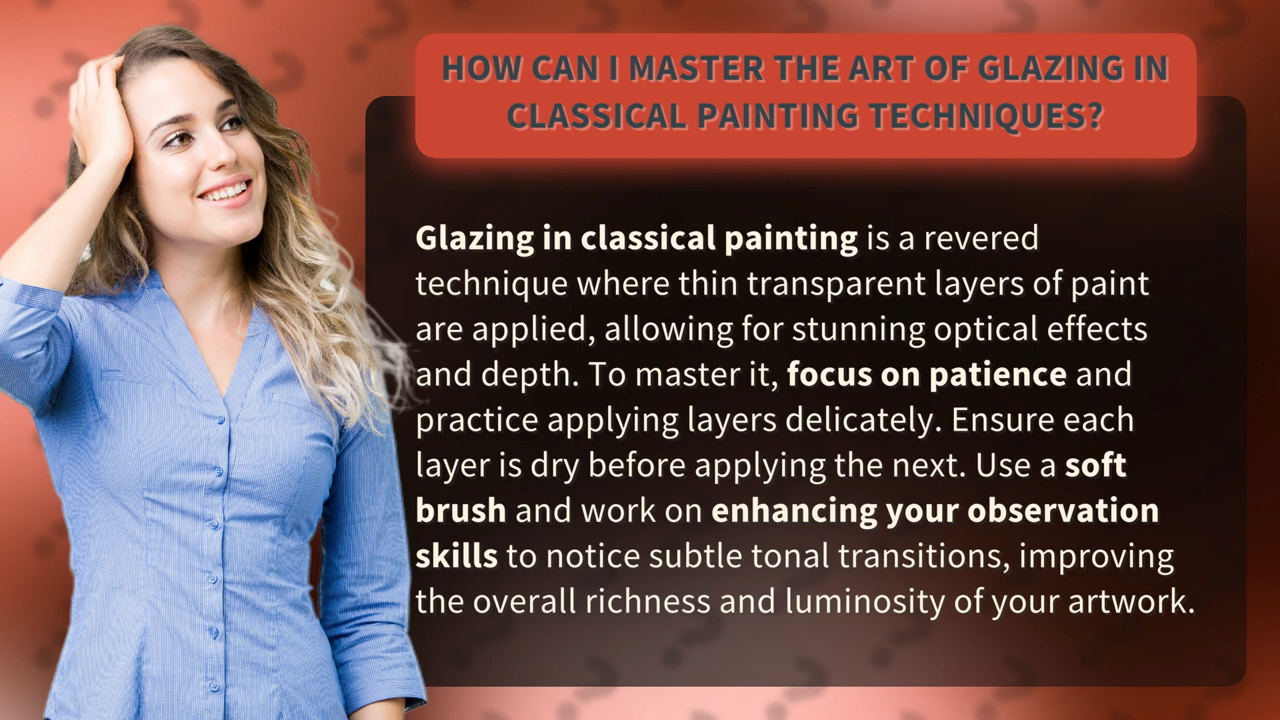 HOW CAN I MASTER THE ART OF GLAZING IN
CLASSICAL PAINTING TECHNIQUES?
Glazing in classical painting is a revered
technique where thin transparent layers of paint
are applied, allowing for stunning optical effects
and depth. To master it, focus on patience and
practice applying layers delicately. Ensure each
layer is dry before applying the next. Use a soft
brush and work on enhancing your observation
skills to notice subtle tonal transitions, improving
the overall richness and luminosity of your artwork.